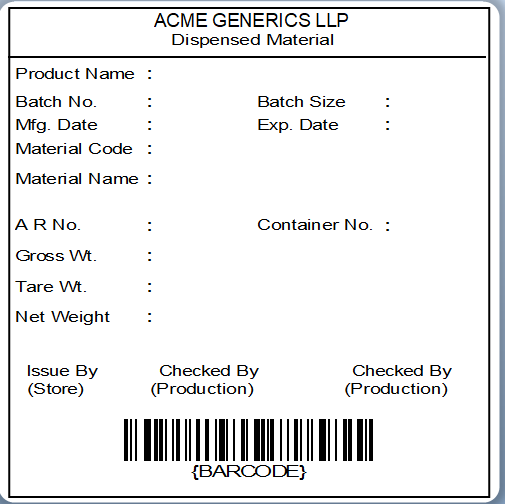 ACME GENERICS LLP
Dispensed Material
Product Name :
Batch No. : Batch Size :
Mfg. Date : Exp. Date :
Material Code :
Material Name :
A R No. : Container No. :
Gross Wt. :
Tare Wt. :
Net Weight :
Issue By Checked By Checked By
(Store) (Production) (Production)
{BARCODE}